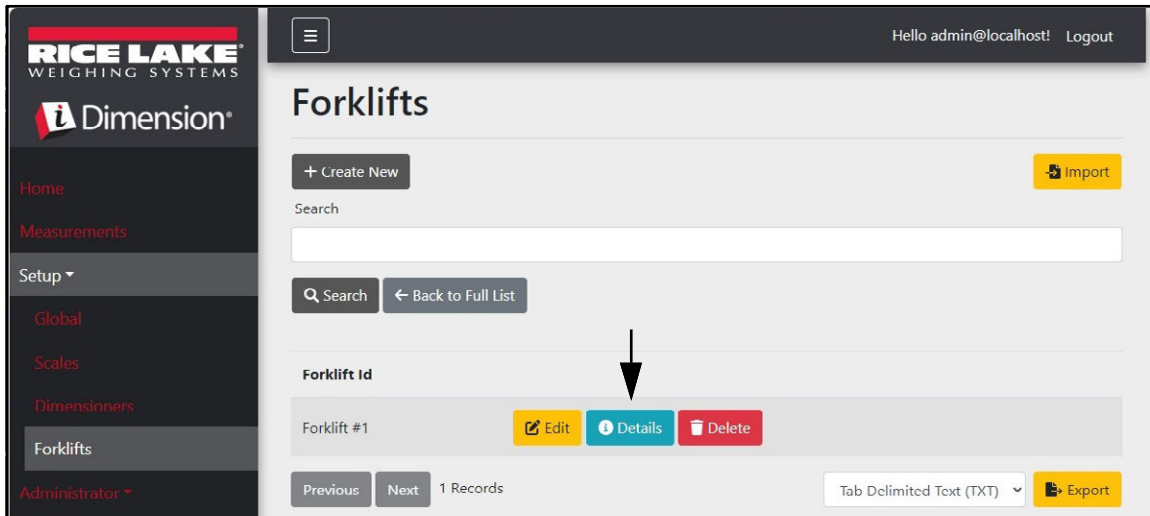 RICE LAKE®
WEIGHING SYSTEMS
i Dimension®
Home
Measurements
Setup
Global
Scales
Dimensioners
Forklifts
Administrator
Hello admin@localhost! Logout
Forklifts
+ Create New
Import
Search
Search
← Back to Full List
Forklift Id
Forklift #1
Edit
Details
Delete
Previous
Next
1 Records
Tab Delimited Text (TXT)
Export